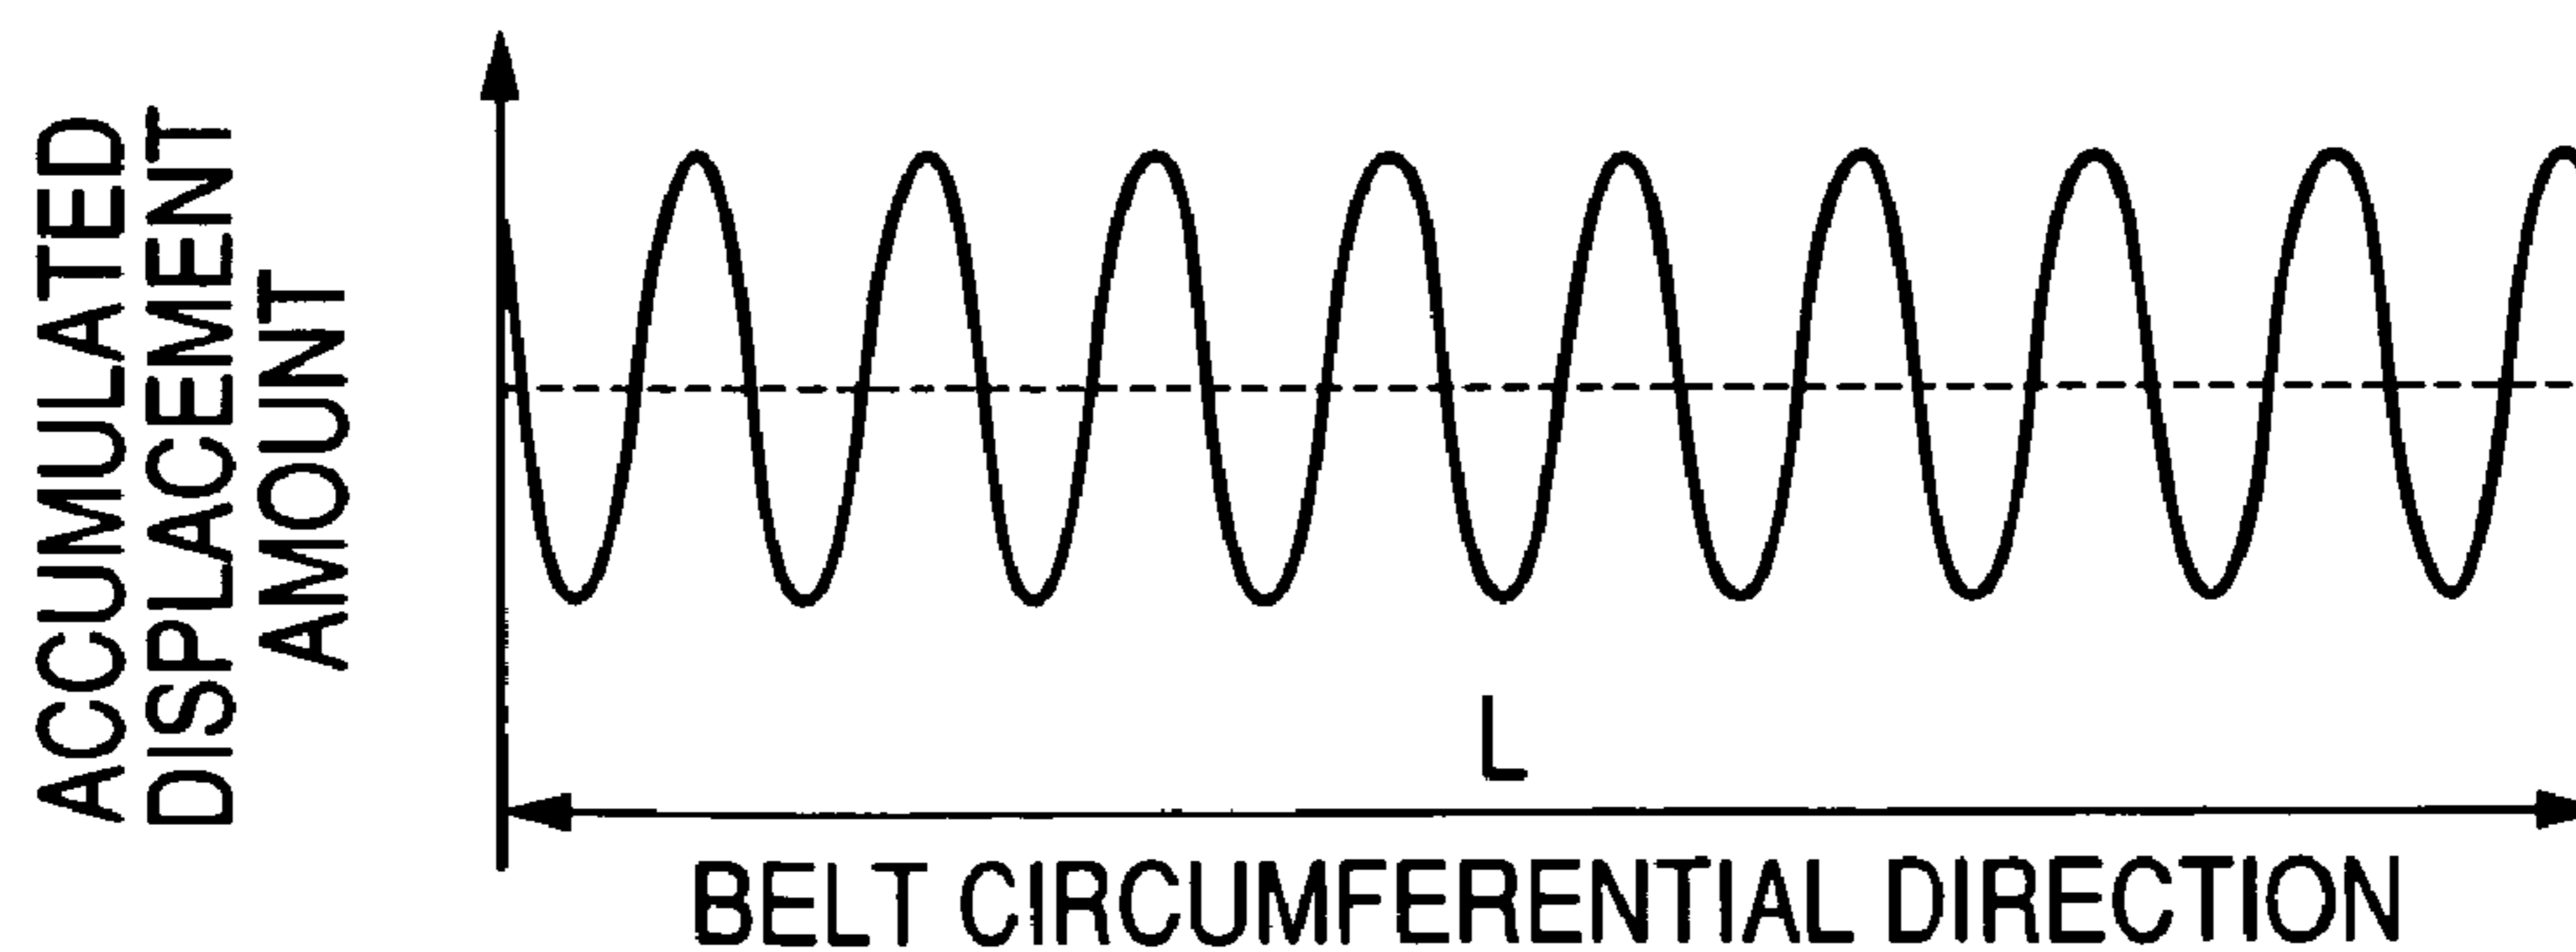 ACCUMULATED
DISPLACEMENT
AMOUNT
L
BELT CIRCUMFERENTIAL DIRECTION